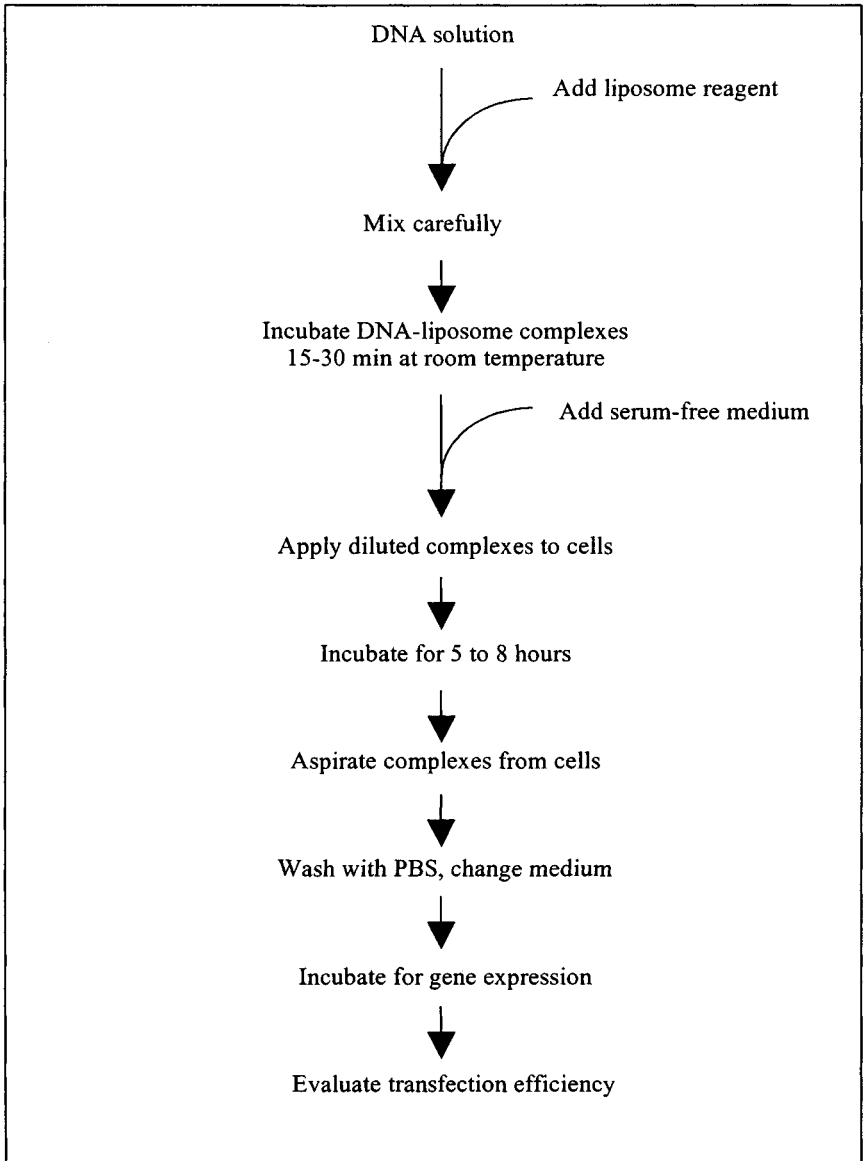 DNA solution
Add liposome reagent
Mix carefully
Incubate DNA-liposome complexes
15-30 min at room temperature
Add serum-free medium
Apply diluted complexes to cells
Incubate for 5 to 8 hours
Aspirate complexes from cells
Wash with PBS, change medium
Incubate for gene expression
Evaluate transfection efficiency